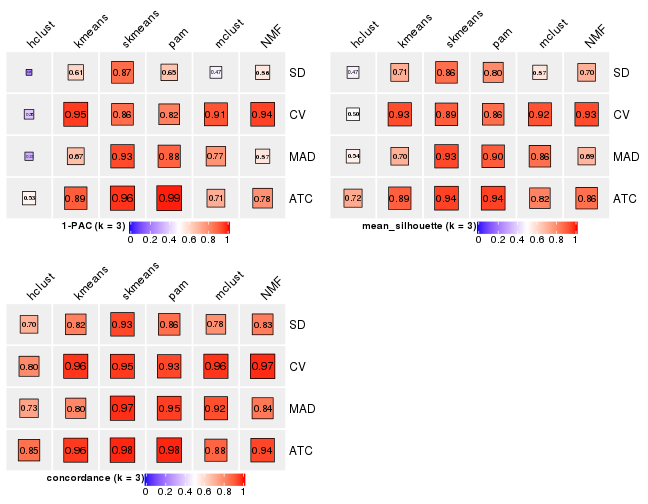 hclust kmeans skmeans pam mclust NMF
0.61 0.87 0.65 0.47 0.56 SD
0.95 0.86 0.82 0.91 0.94 CV
0.67 0.93 0.88 0.77 0.57 MAD
0.53 0.89 0.96 0.99 0.71 0.78 ATC
1-PAC (k = 3)
0 0.2 0.4 0.6 0.8 1
hclust kmeans skmeans pam mclust NMF
0.47 0.71 0.86 0.80 0.57 0.70 SD
0.50 0.93 0.89 0.86 0.92 0.93 CV
0.54 0.70 0.93 0.90 0.86 0.69 MAD
0.72 0.89 0.94 0.94 0.82 0.86 ATC
mean_silhouette (k = 3)
0 0.2 0.4 0.6 0.8 1
hclust kmeans skmeans pam mclust NMF
0.70 0.82 0.93 0.86 0.78 0.83 SD
0.80 0.96 0.95 0.93 0.96 0.97 CV
0.73 0.80 0.97 0.95 0.92 0.84 MAD
0.85 0.96 0.98 0.98 0.88 0.94 ATC
concordance (k = 3)
0 0.2 0.4 0.6 0.8 1